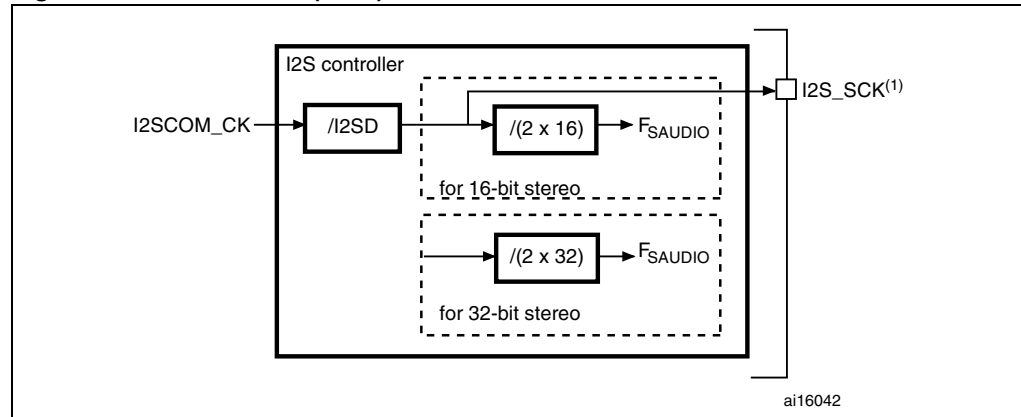 I2S controller
I2S_SCK(1)
I2SCOM_CK
/I2SD
/(2 x 16)
FSAUDIO
for 16-bit stereo
/(2 x 32)
FSAUDIO
for 32-bit stereo
ai16042